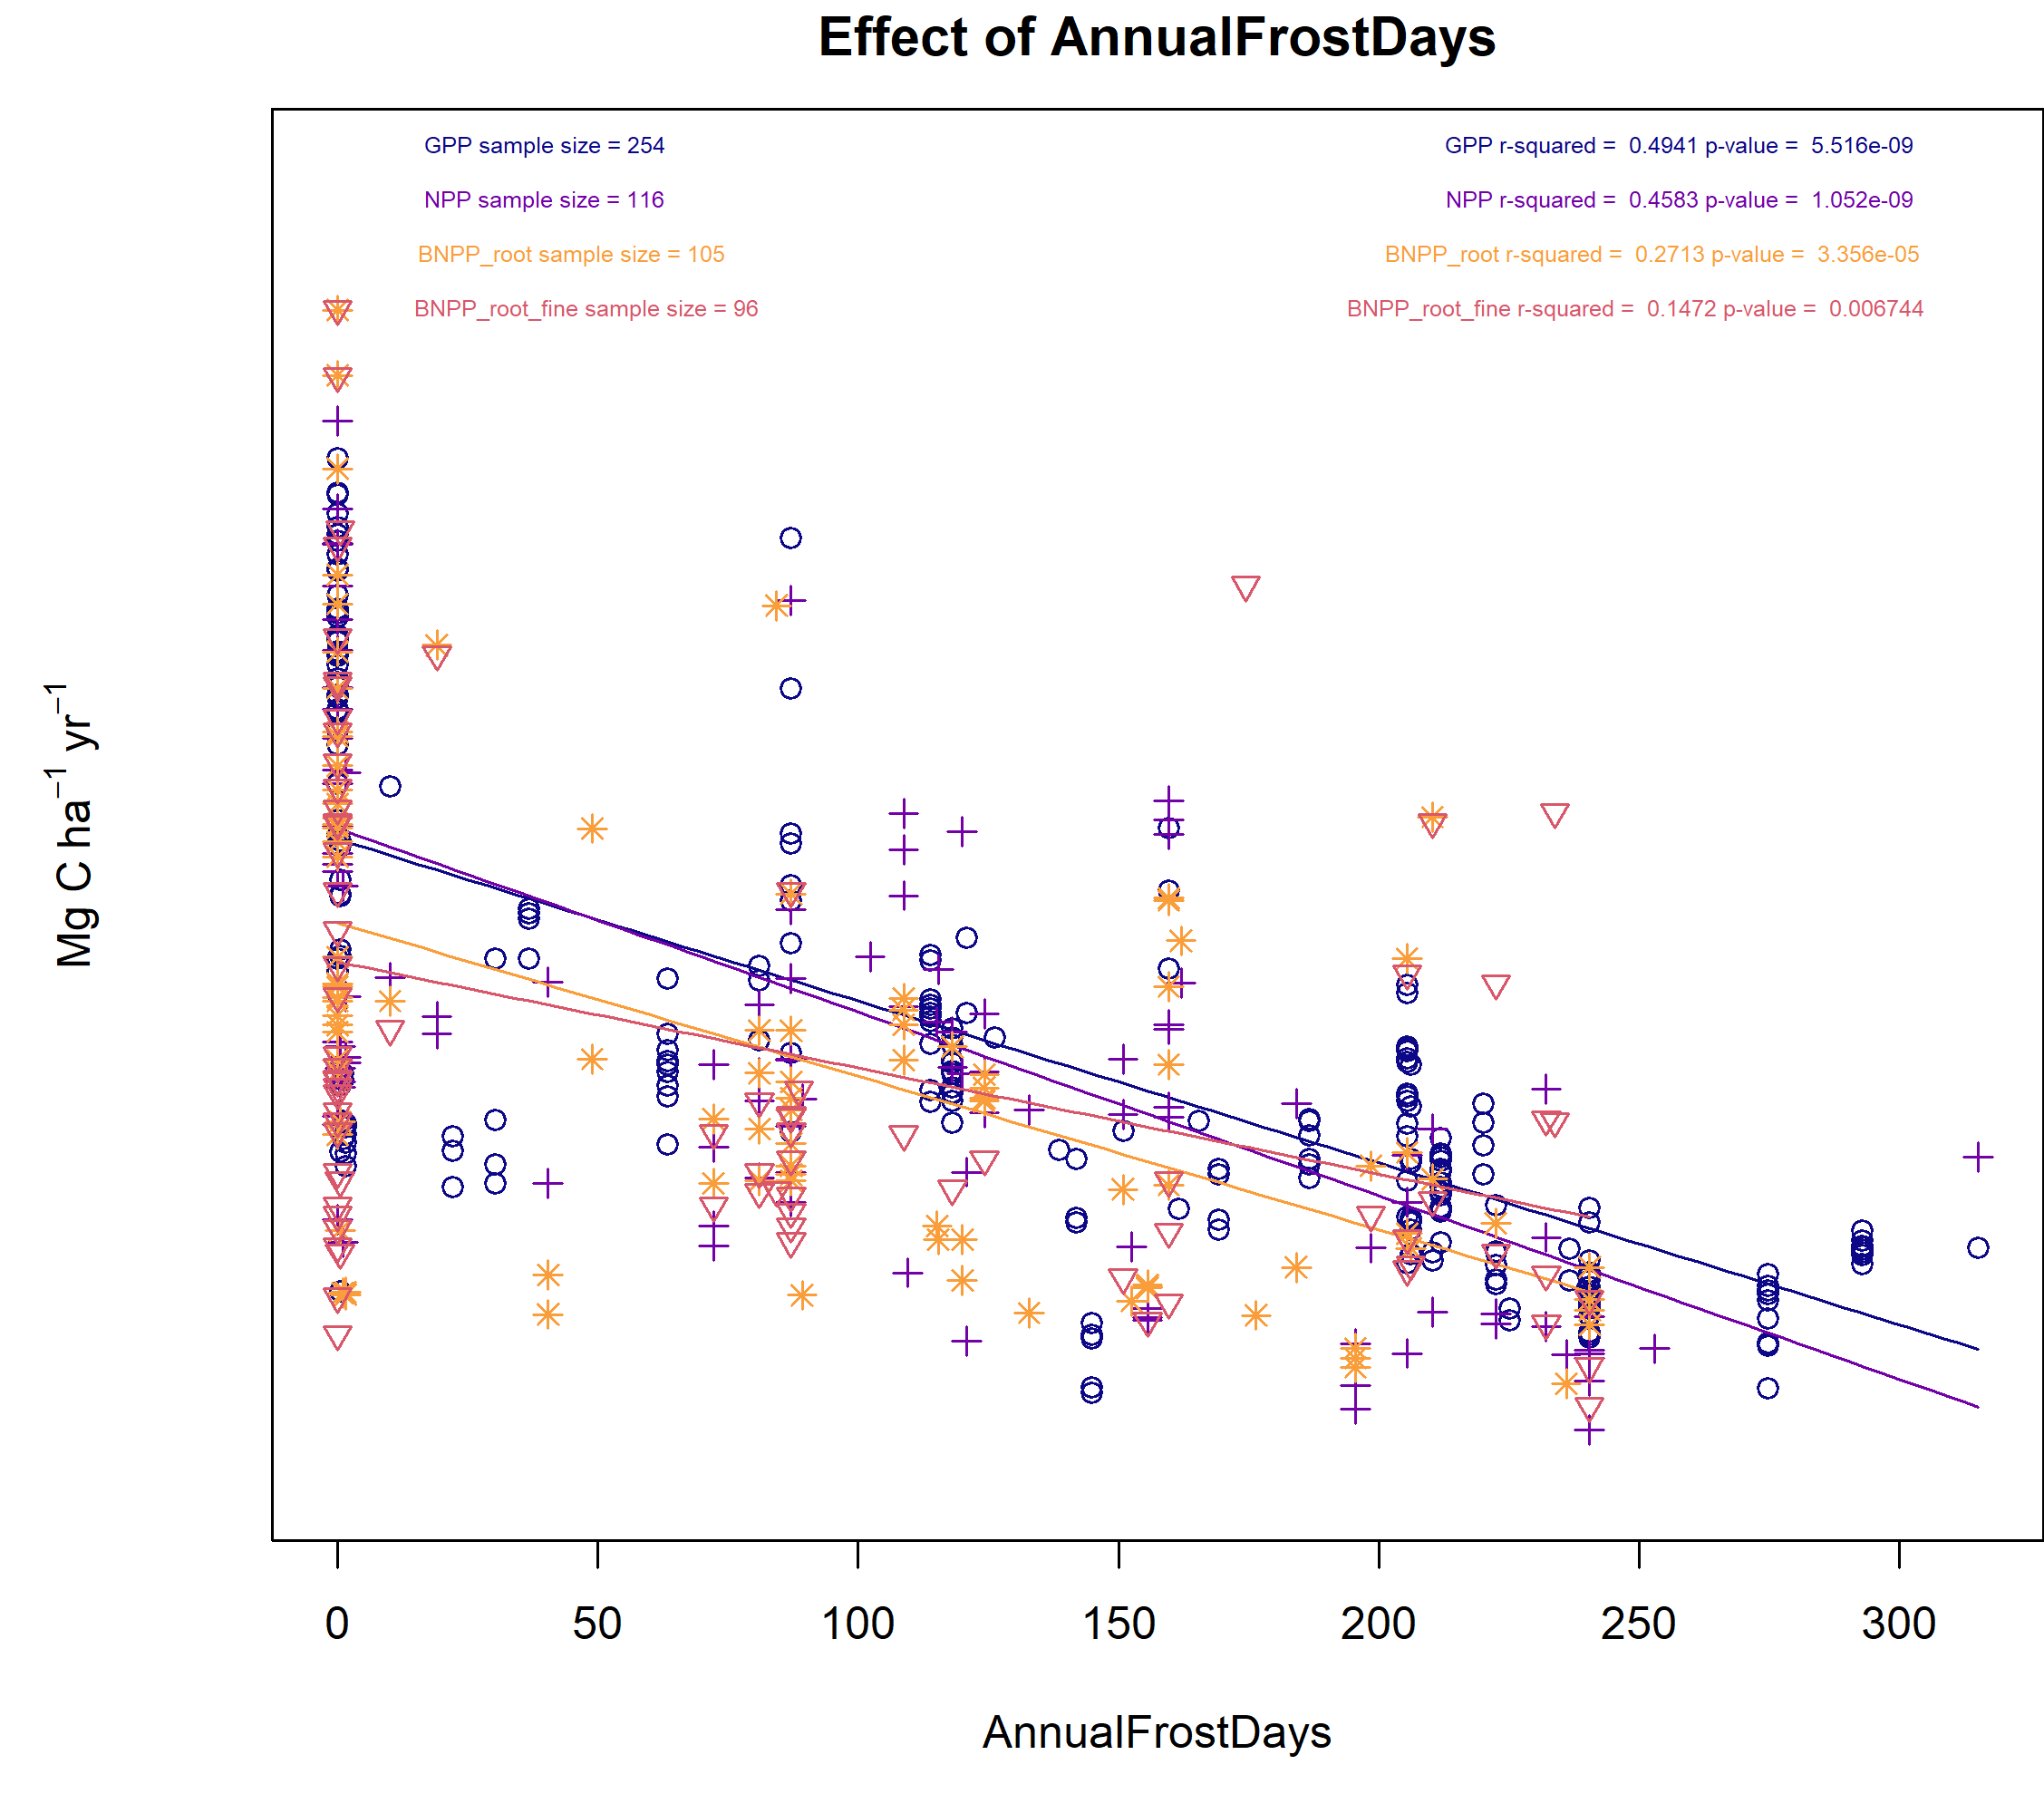 Effect of AnnualFrostDays
GPP sample size = 254
GPP r-squared = 0.4941 p-value = 5.516e-09
NPP sample size = 116
NPP r-squared = 0.4583 p-value = 1.052e-09
BNPP_root sample size = 105
BNPP_root r-squared = 0.2713 p-value = 3.356e-05
BNPP_root_fine sample size = 96
BNPP_root_fine r-squared = 0.1472 p-value = 0.006744
Mg C ha⁻¹ yr⁻¹
0 50 100 150 200 250 300
AnnualFrostDays